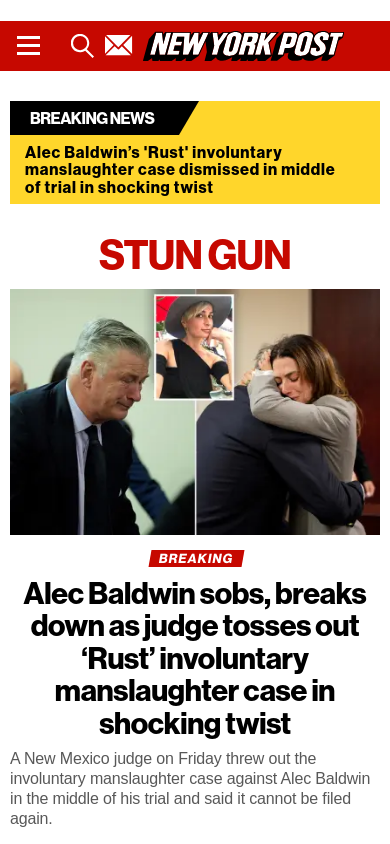 NEW YORK POST
BREAKING NEWS
Alec Baldwin’s 'Rust' involuntary
manslaughter case dismissed in middle
of trial in shocking twist
STUN GUN
BREAKING
Alec Baldwin sobs, breaks
down as judge tosses out
‘Rust’ involuntary
manslaughter case in
shocking twist
A New Mexico judge on Friday threw out the
involuntary manslaughter case against Alec Baldwin
in the middle of his trial and said it cannot be filed
again.